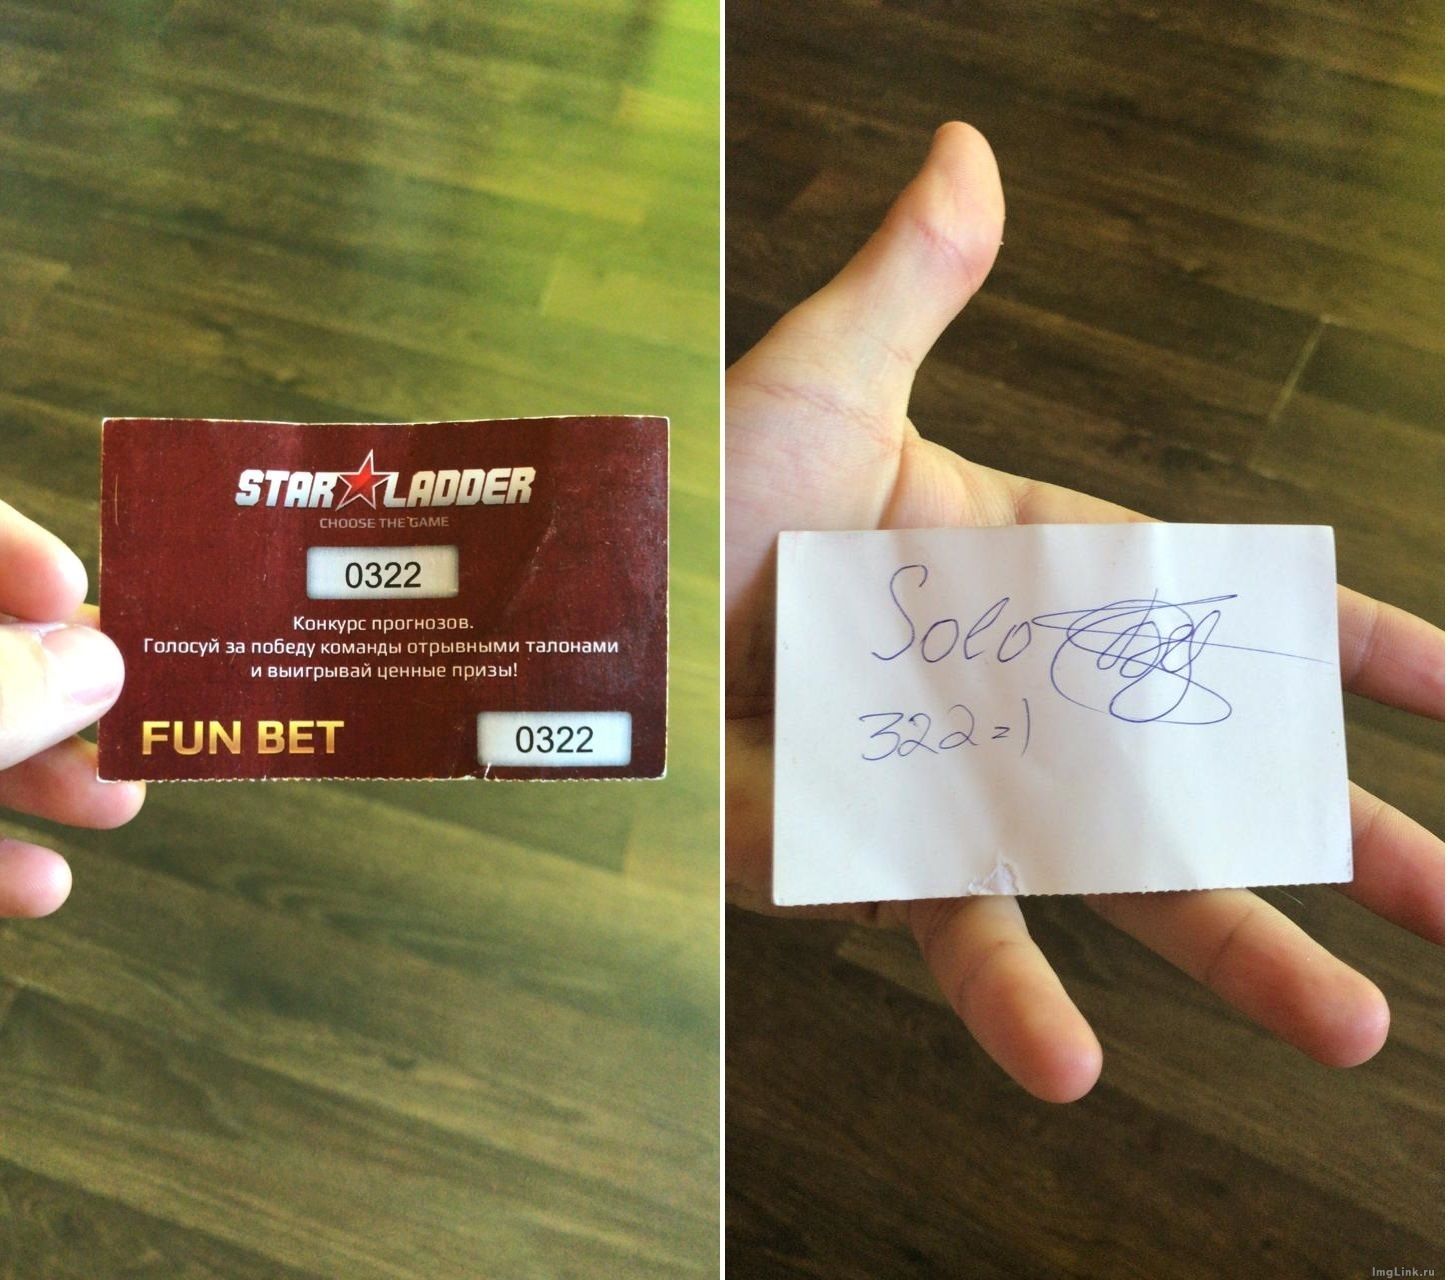 STAR LADDER
CHOOSE THE GAME
0322
Конкурс прогнозов.
Голосуй за победу команды отрывными талонами
и выигрывай ценные призы!
FUN BET
0322
Solo
322=)
ImgLink.ru